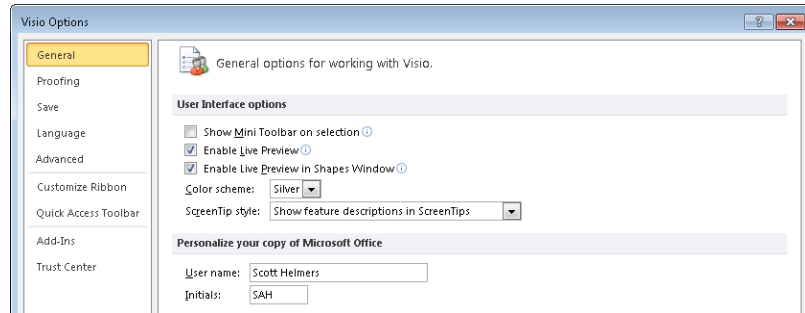 Visio Options
General
Proofing
Save
Language
Advanced
Customize Ribbon
Quick Access Toolbar
Add-Ins
Trust Center
General options for working with Visio.
User Interface options
Show Mini Toolbar on selection
Enable Live Preview
Enable Live Preview in Shapes Window
Color scheme: Silver
ScreenTip style: Show feature descriptions in ScreenTips
Personalize your copy of Microsoft Office
User name: Scott Helmers
Initials: SAH